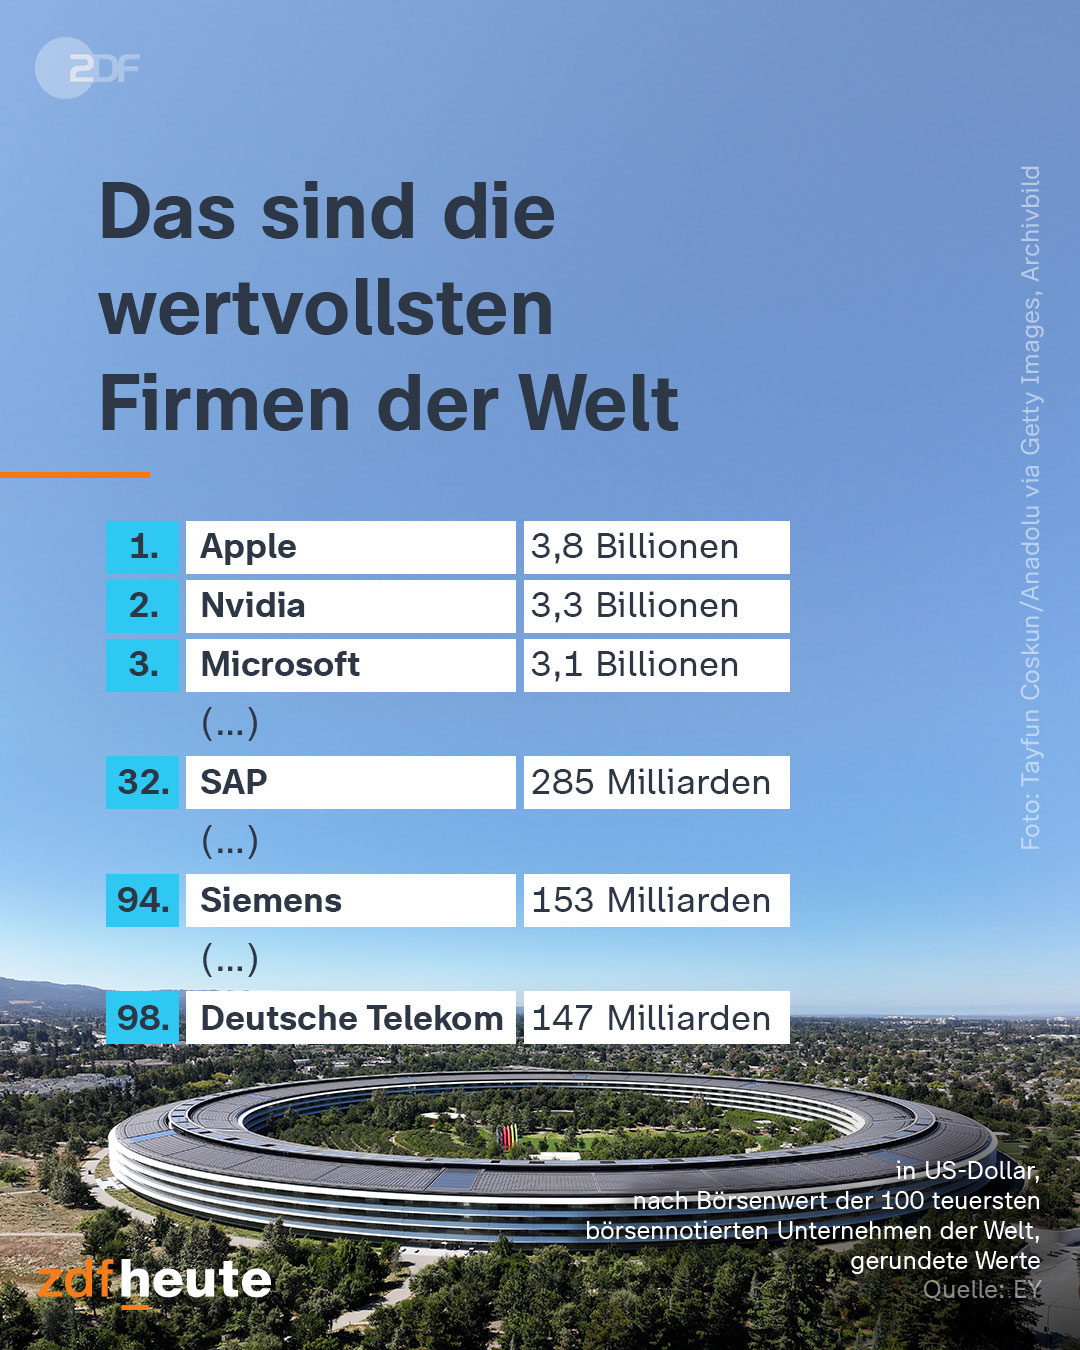 ZDF
Das sind die
wertvollsten
Firmen der Welt
1. Apple 3,8 Billionen
2. Nvidia 3,3 Billionen
3. Microsoft 3,1 Billionen
(...)
32. SAP 285 Milliarden
(...)
94. Siemens 153 Milliarden
(...)
98. Deutsche Telekom 147 Milliarden
in US-Dollar,
nach Börsenwert der 100 teuersten
börsennotierten Unternehmen der Welt,
gerundete Werte
Quelle: EY
zdfheute
Foto: Tayfun Coskun/Anadolu via Getty Images, Archivbild